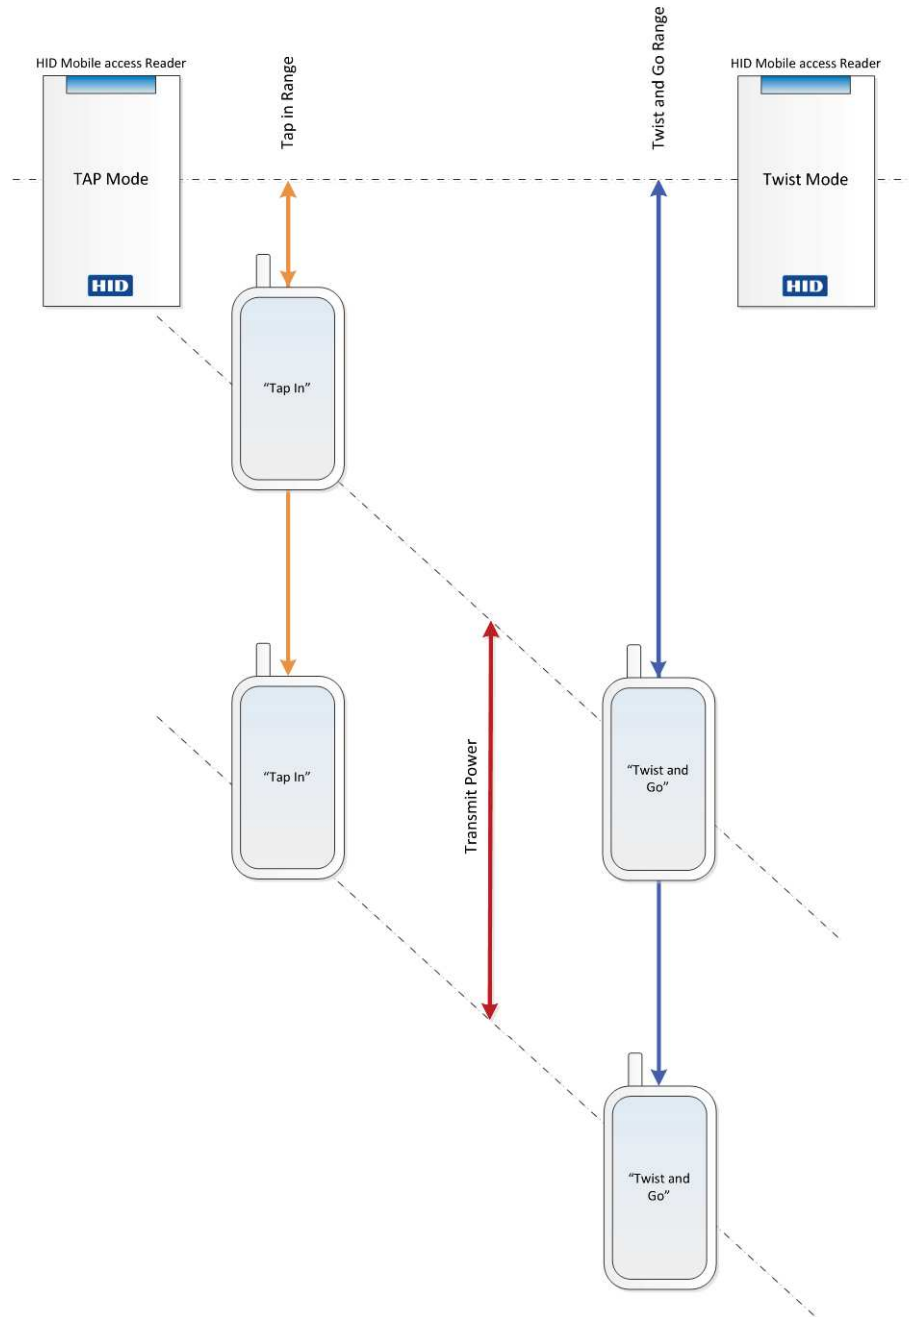 HID Mobile access Reader
Tap in Range
Twist and Go Range
HID Mobile access Reader
TAP Mode
Twist Mode
HID
HID
“Tap In”
“Tap In”
Transmit Power
“Twist and
Go”
“Twist and
Go”